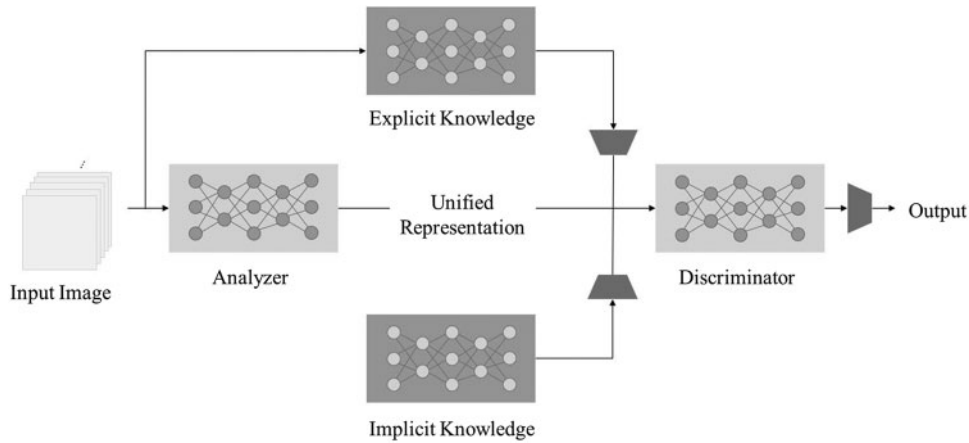 Explicit Knowledge
Unified
Representation
Output
Input Image
Analyzer
Discriminator
Implicit Knowledge